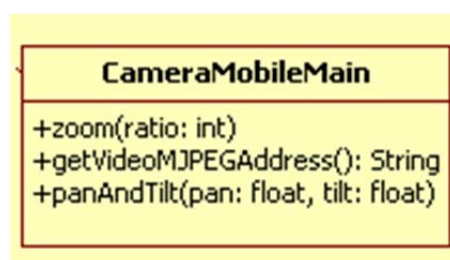 CameraMobileMain
+zoom(ratio: int)
+getVideoMJPEGAddress(): String
+panAndTilt(pan: float, tilt: float)